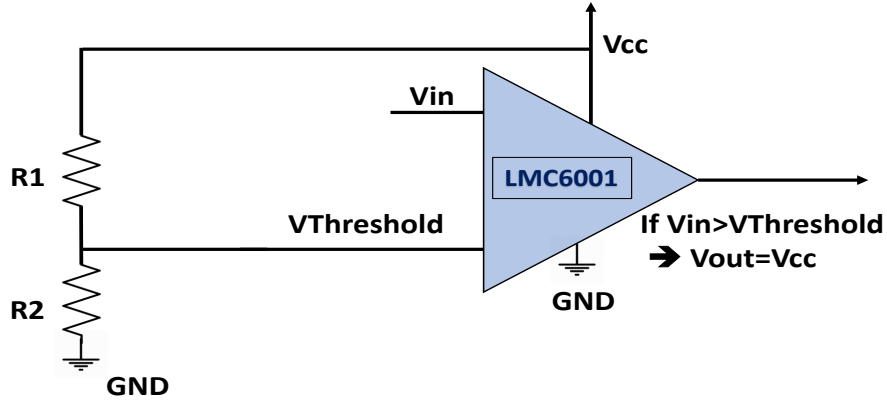 Vcc
Vin
R1
LMC6001
VThreshold
If Vin>VThreshold
➔ Vout=Vcc
R2
GND
GND